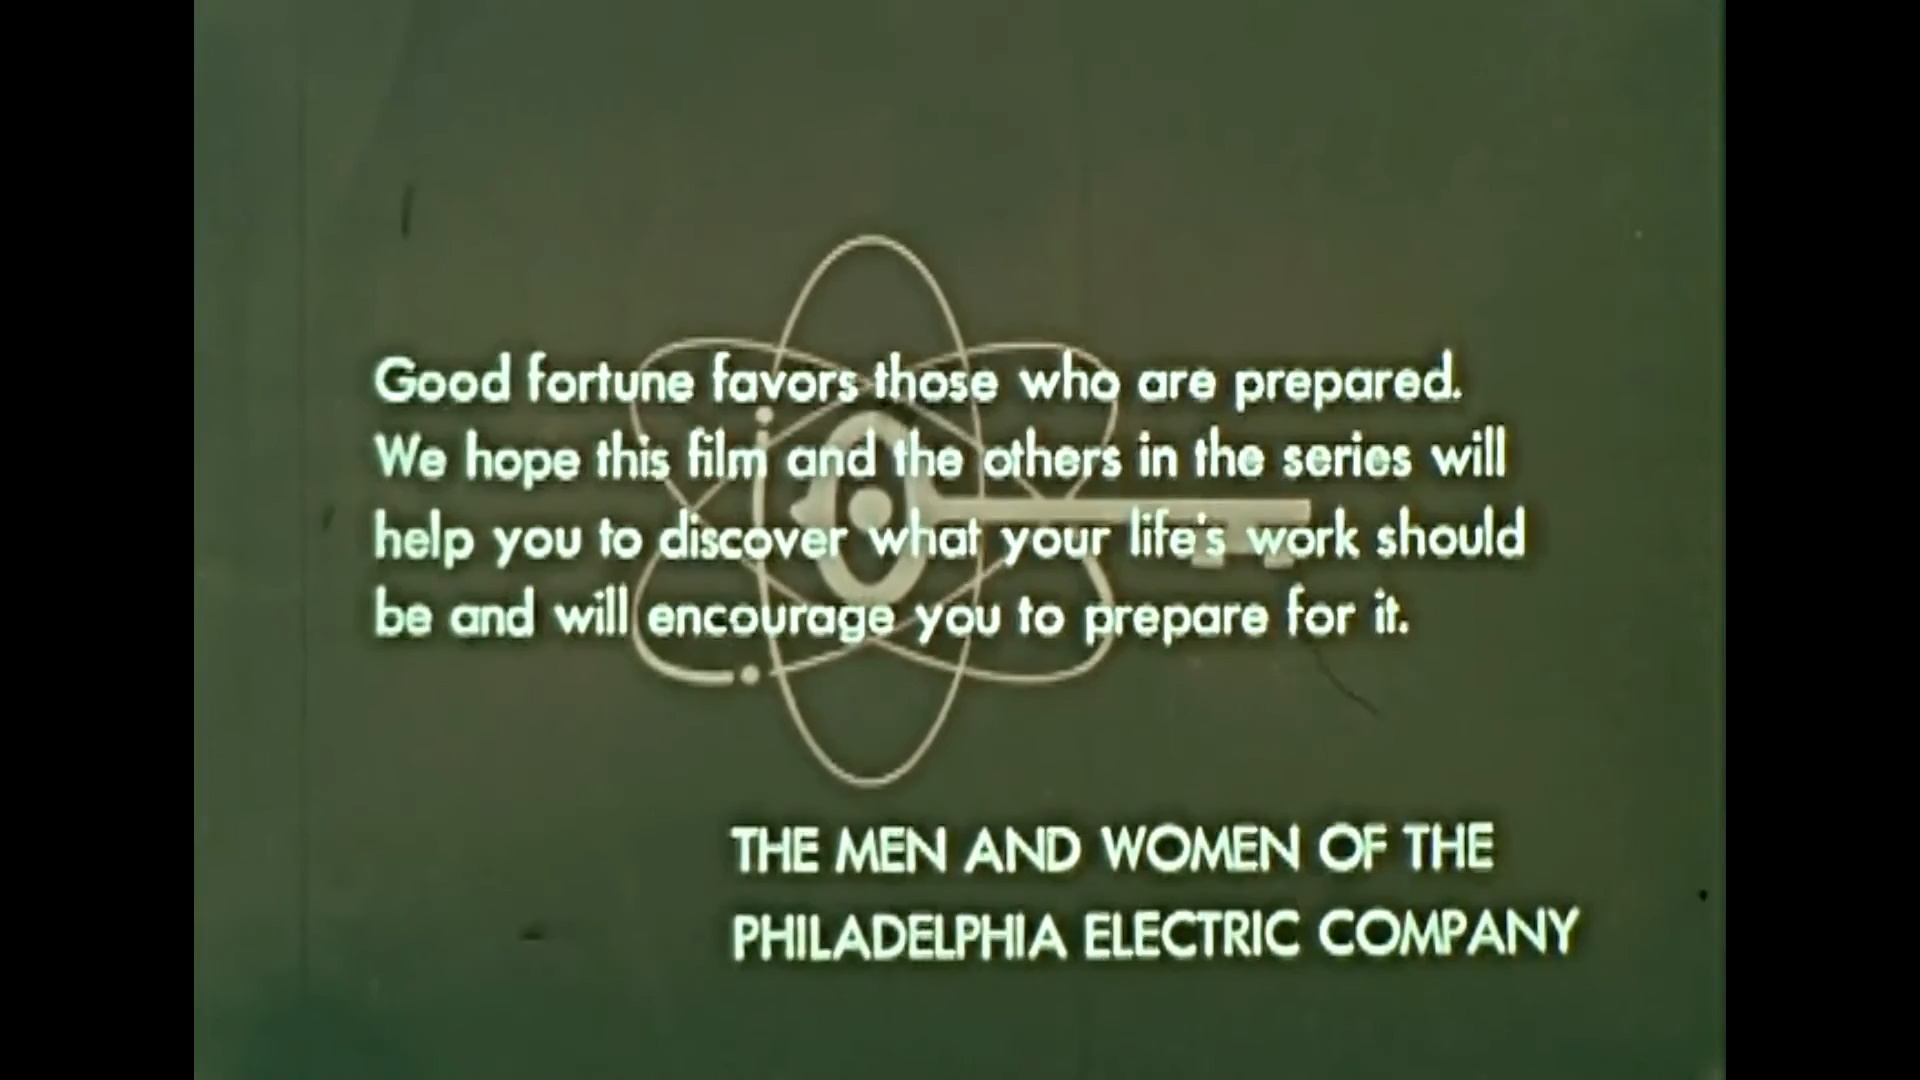 Good fortune favors those who are prepared.
We hope this film and the others in the series will
help you to discover what your life's work should
be and will encourage you to prepare for it.
THE MEN AND WOMEN OF THE
PHILADELPHIA ELECTRIC COMPANY